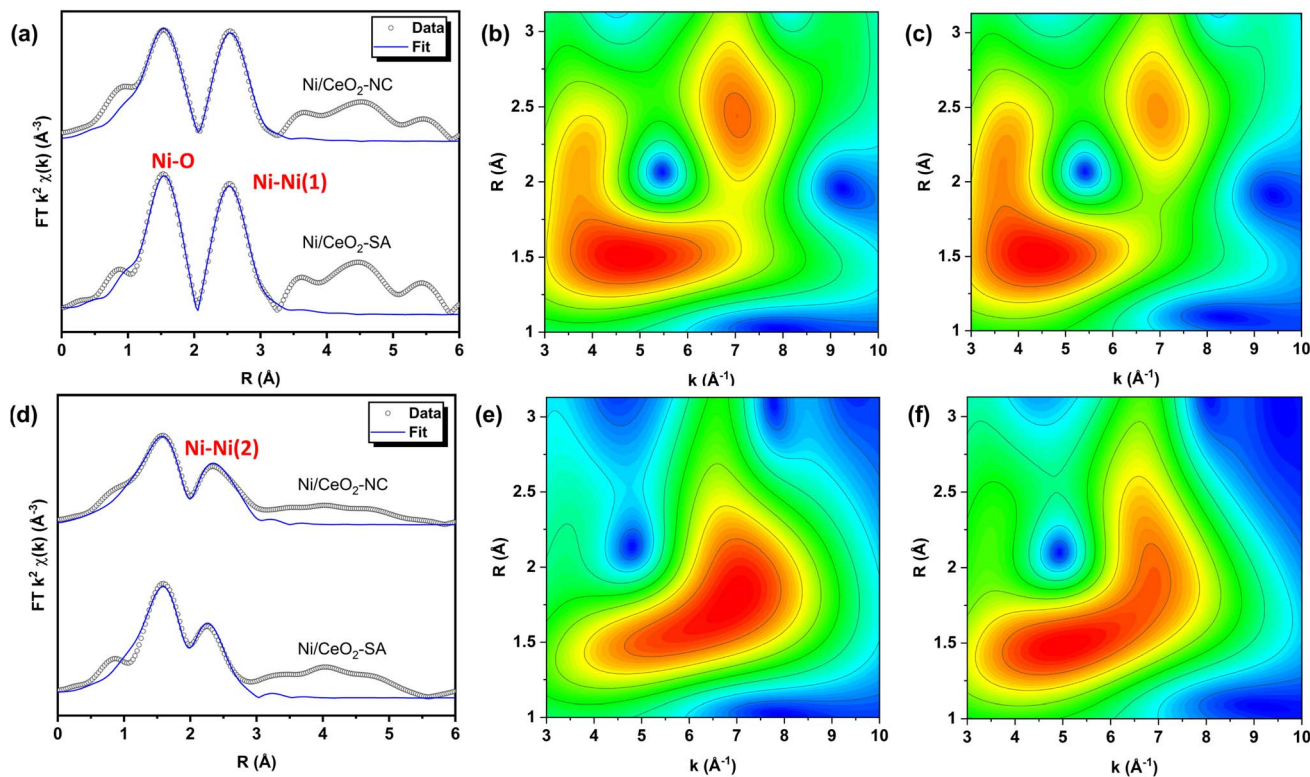 (a)
Data
Fit
Ni/CeO₂-NC
Ni-O
Ni-Ni(1)
Ni/CeO₂-SA
FT k² χ(k) (Å⁻³)
0 1 2 3 4 5 6
R (Å)
(b)
3.0
2.5
2
1.5
1
R (Å)
3 4 5 6 7 8 9 10
k (Å⁻¹)
(c)
3.0
2.5
2
1.5
1
R (Å)
3 4 5 6 7 8 9 10
k (Å⁻¹)
(d)
Data
Fit
Ni-Ni(2)
Ni/CeO₂-NC
Ni/CeO₂-SA
FT k² χ(k) (Å⁻³)
0 1 2 3 4 5 6
R (Å)
(e)
3
2.5
2
1.5
1
R (Å)
3 4 5 6 7 8 9 10
k (Å⁻¹)
(f)
3
2.5
2
1.5
1
R (Å)
3 4 5 6 7 8 9 10
k (Å⁻¹)